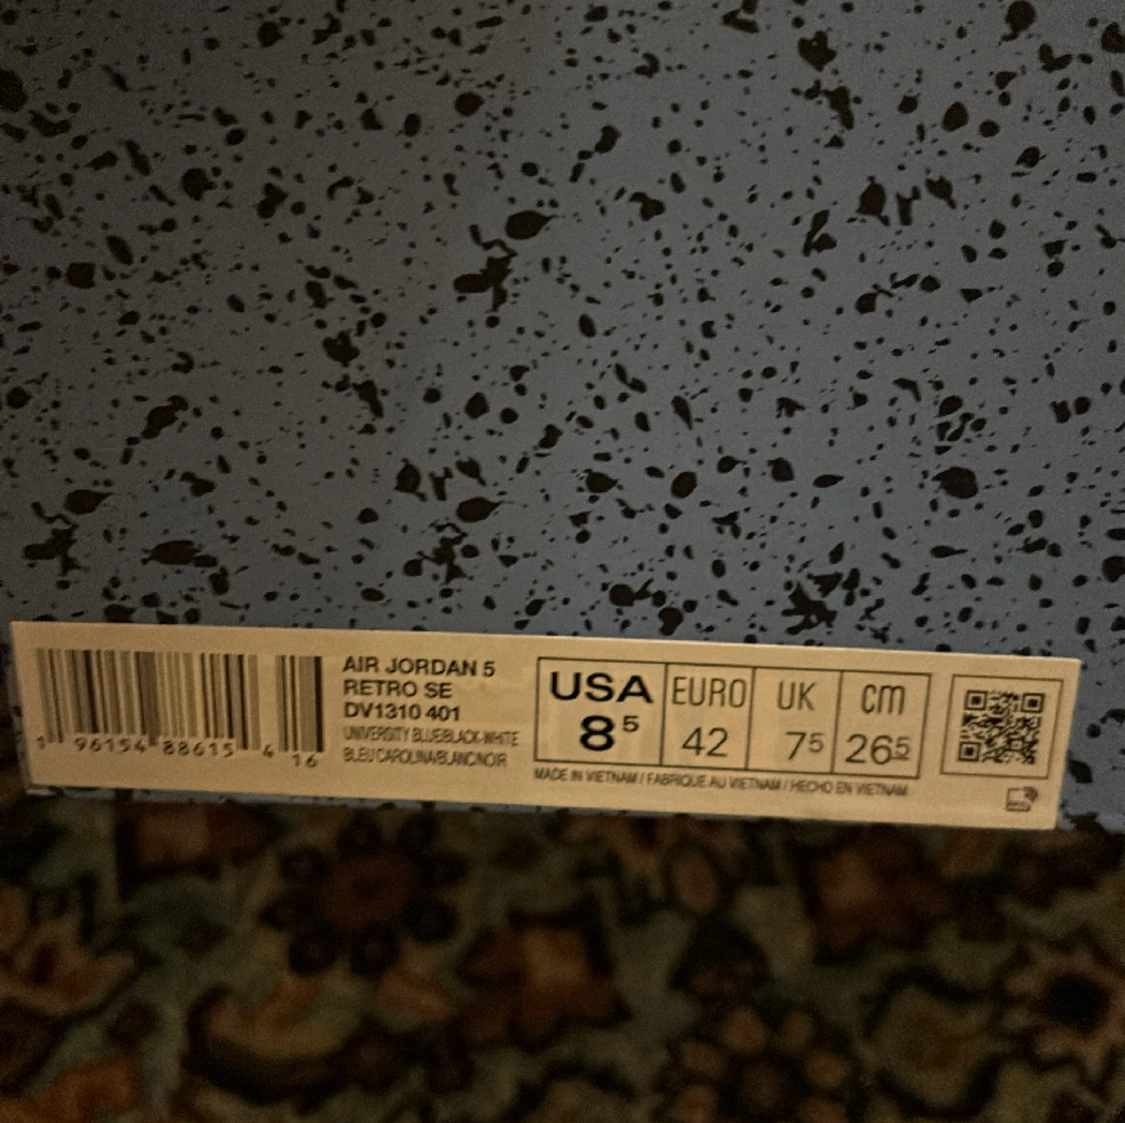 AIR JORDAN 5
RETRO SE
DV1310 401
UNIVERSITY BLUE/BLACK-WHITE
BLEU CAROLINA/BLANC/NOIR
1 96154 88615 4
16
USA EURO UK CM
8⁵ 42 7⁵ 26⁵
MADE IN VIETNAM / FABRIQUE AU VIETNAM / HECHO EN VIETNAM